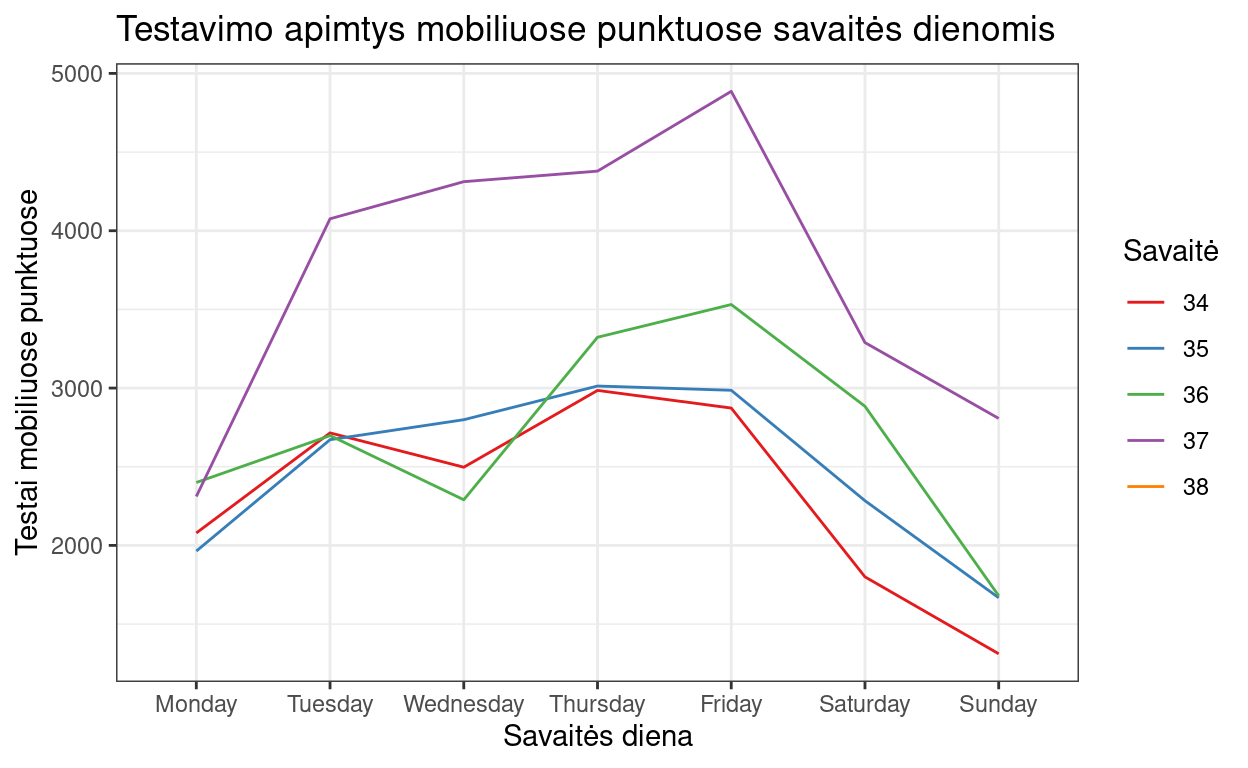 Testavimo apimtys mobiliuose punktuose savaitės dienomis
Testai mobiliuose punktuose
5000
4000
3000
2000
Monday Tuesday Wednesday Thursday Friday Saturday Sunday
Savaitės diena
Savaitė
34
35
36
37
38